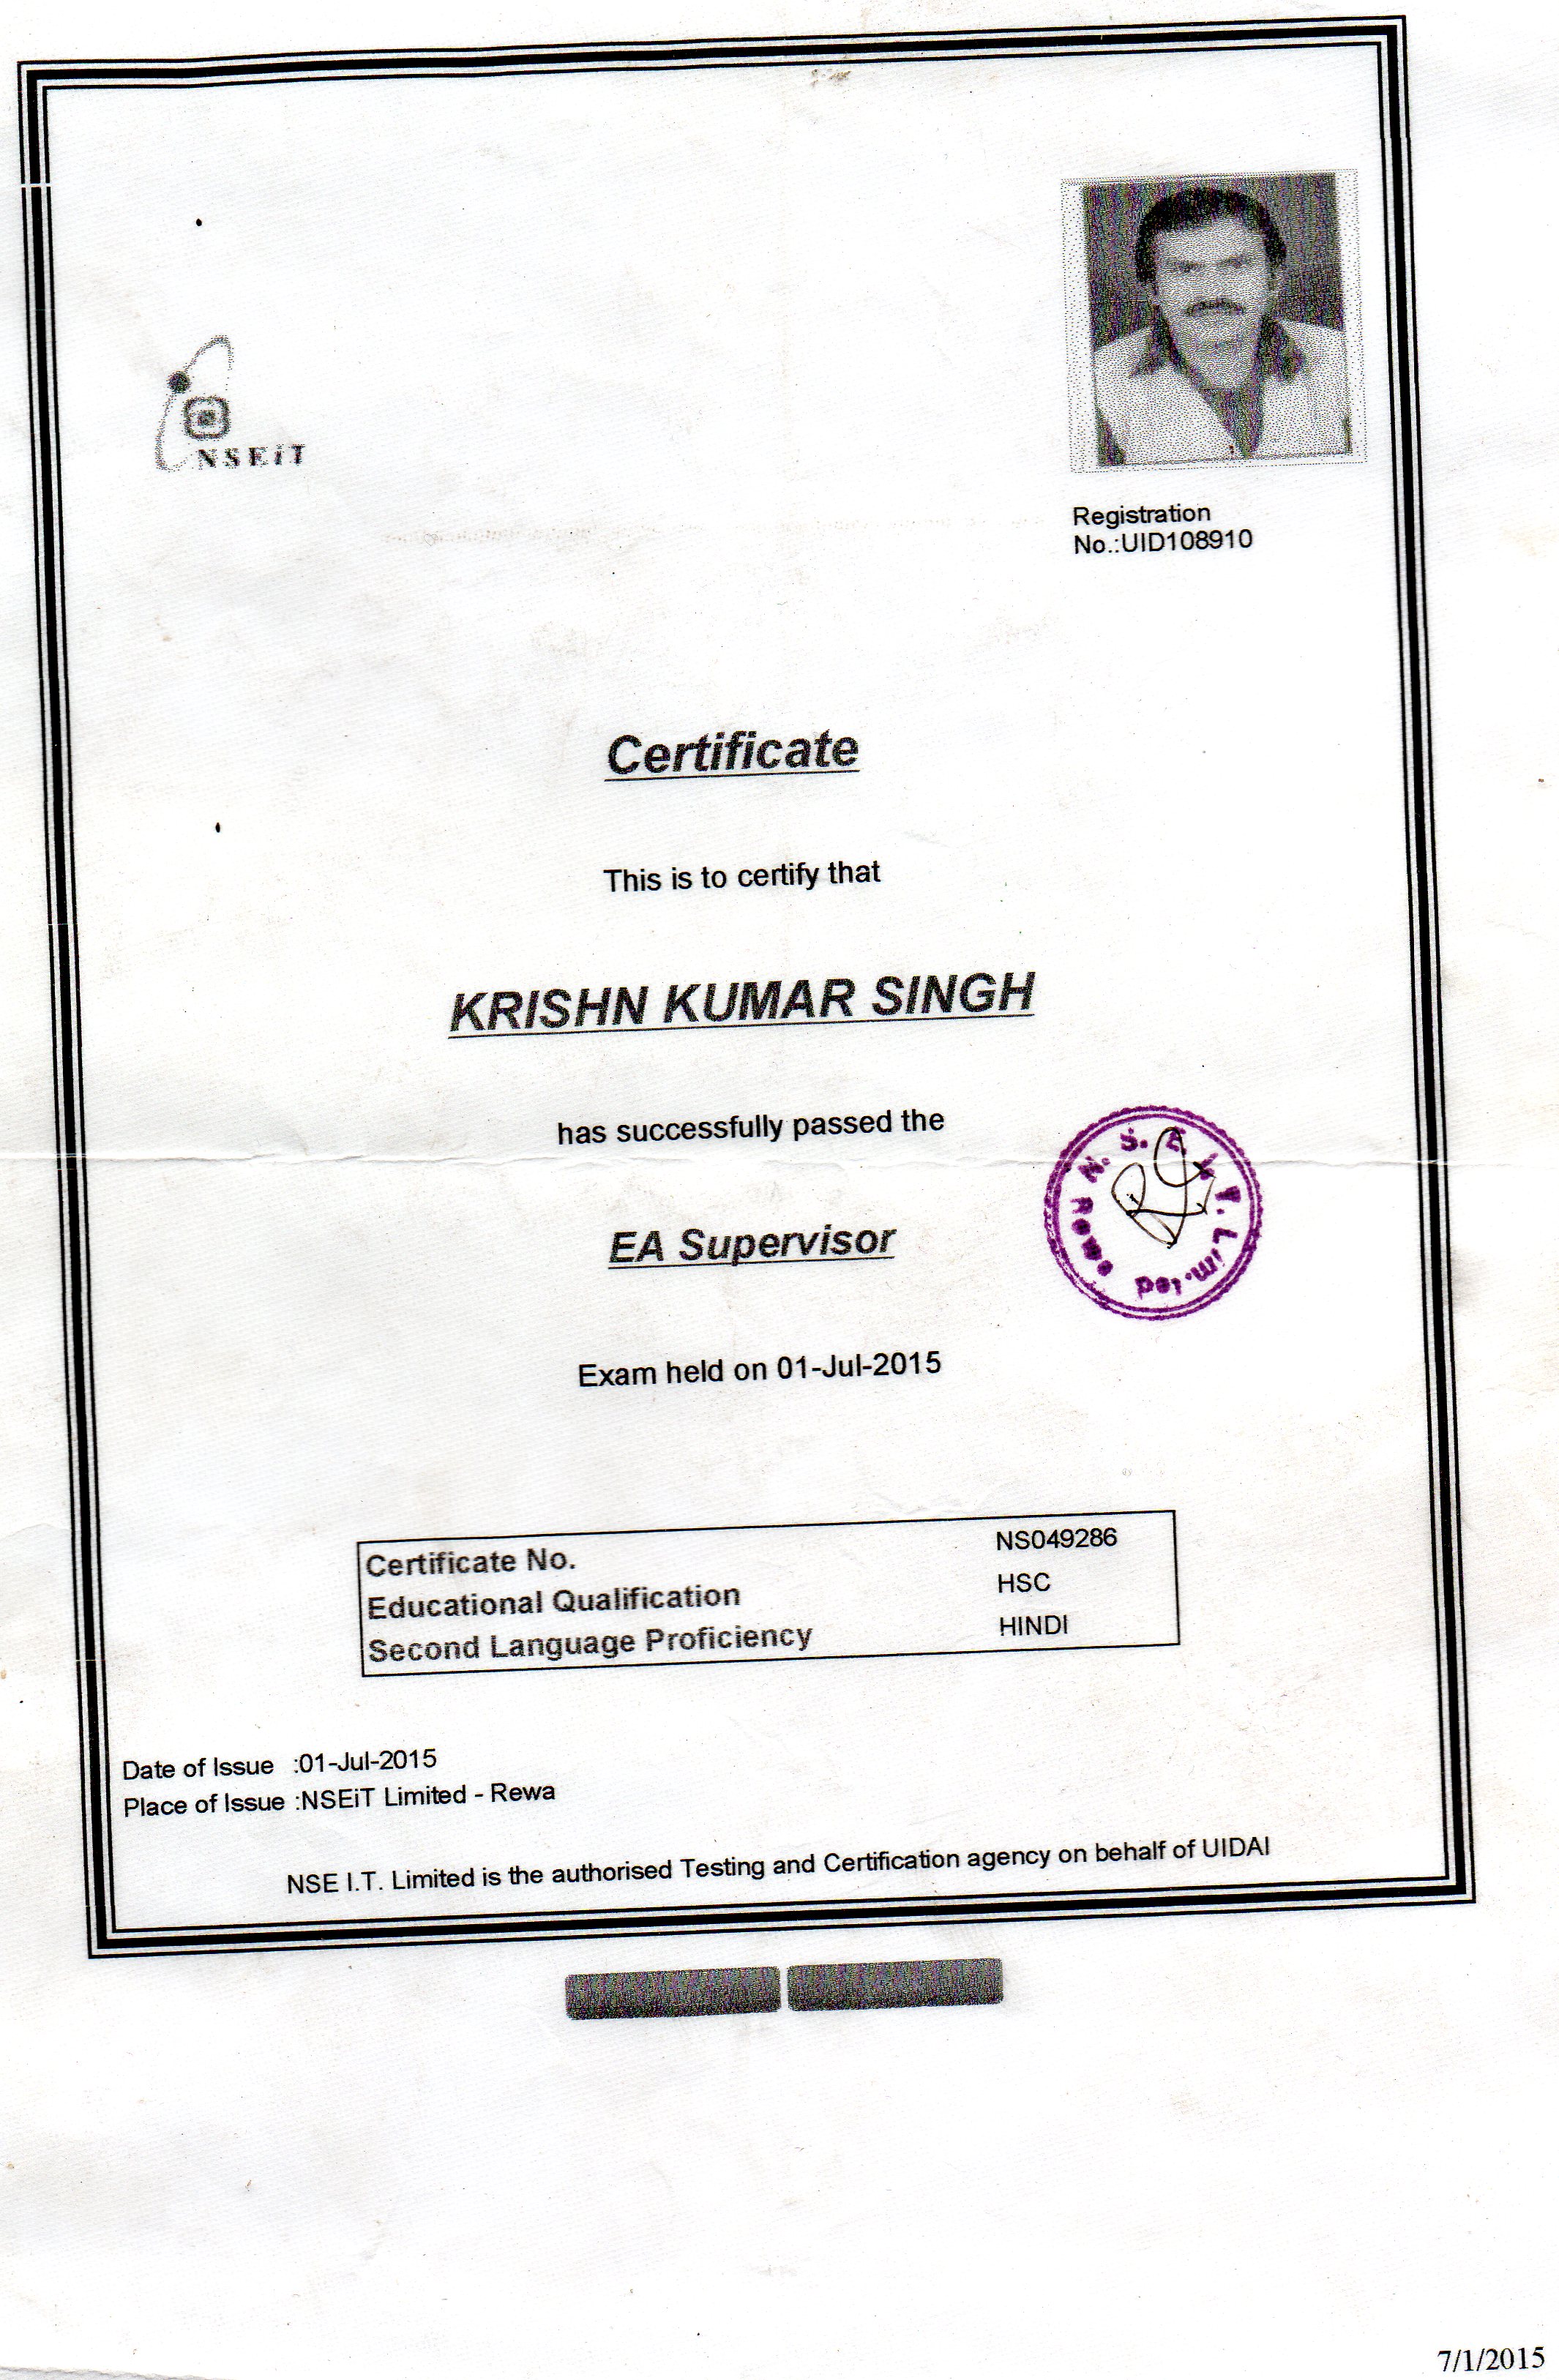 NSEiT
Registration
No.:UID108910
Certificate
This is to certify that
KRISHN KUMAR SINGH
has successfully passed the
EA Supervisor
N. S. E. I. T. Limited Rewa
Exam held on 01-Jul-2015
Certificate No. NS049286
Educational Qualification HSC
Second Language Proficiency HINDI
Date of Issue :01-Jul-2015
Place of Issue :NSEiT Limited - Rewa
NSE I.T. Limited is the authorised Testing and Certification agency on behalf of UIDAI
7/1/2015